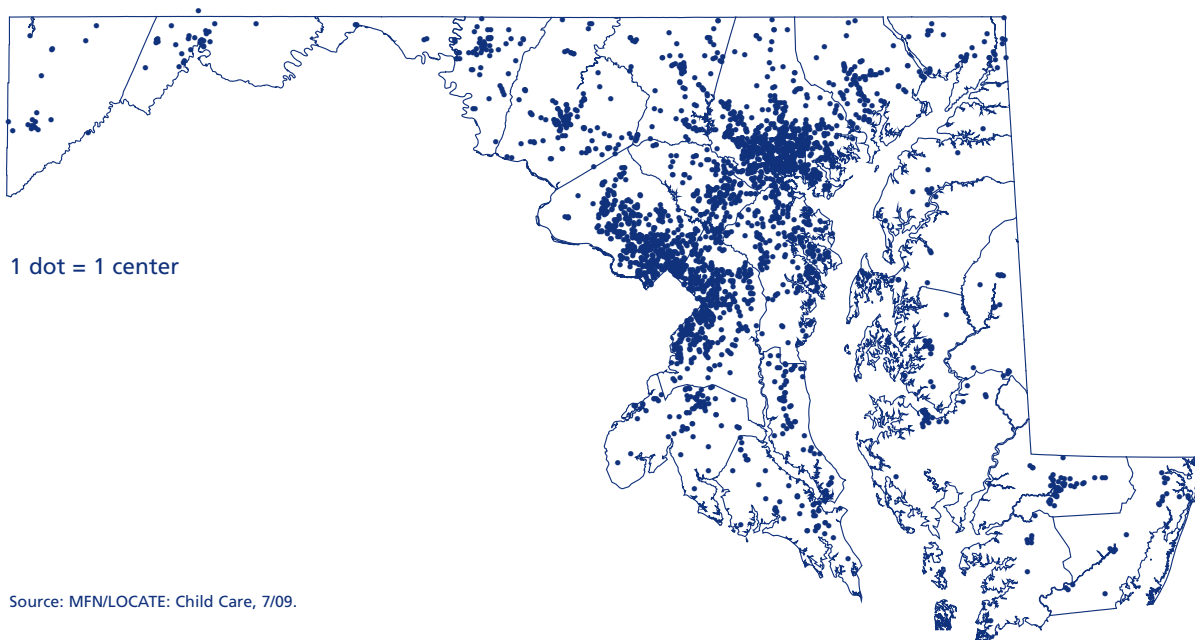 1 dot = 1 center
Source: MFN/LOCATE: Child Care, 7/09.